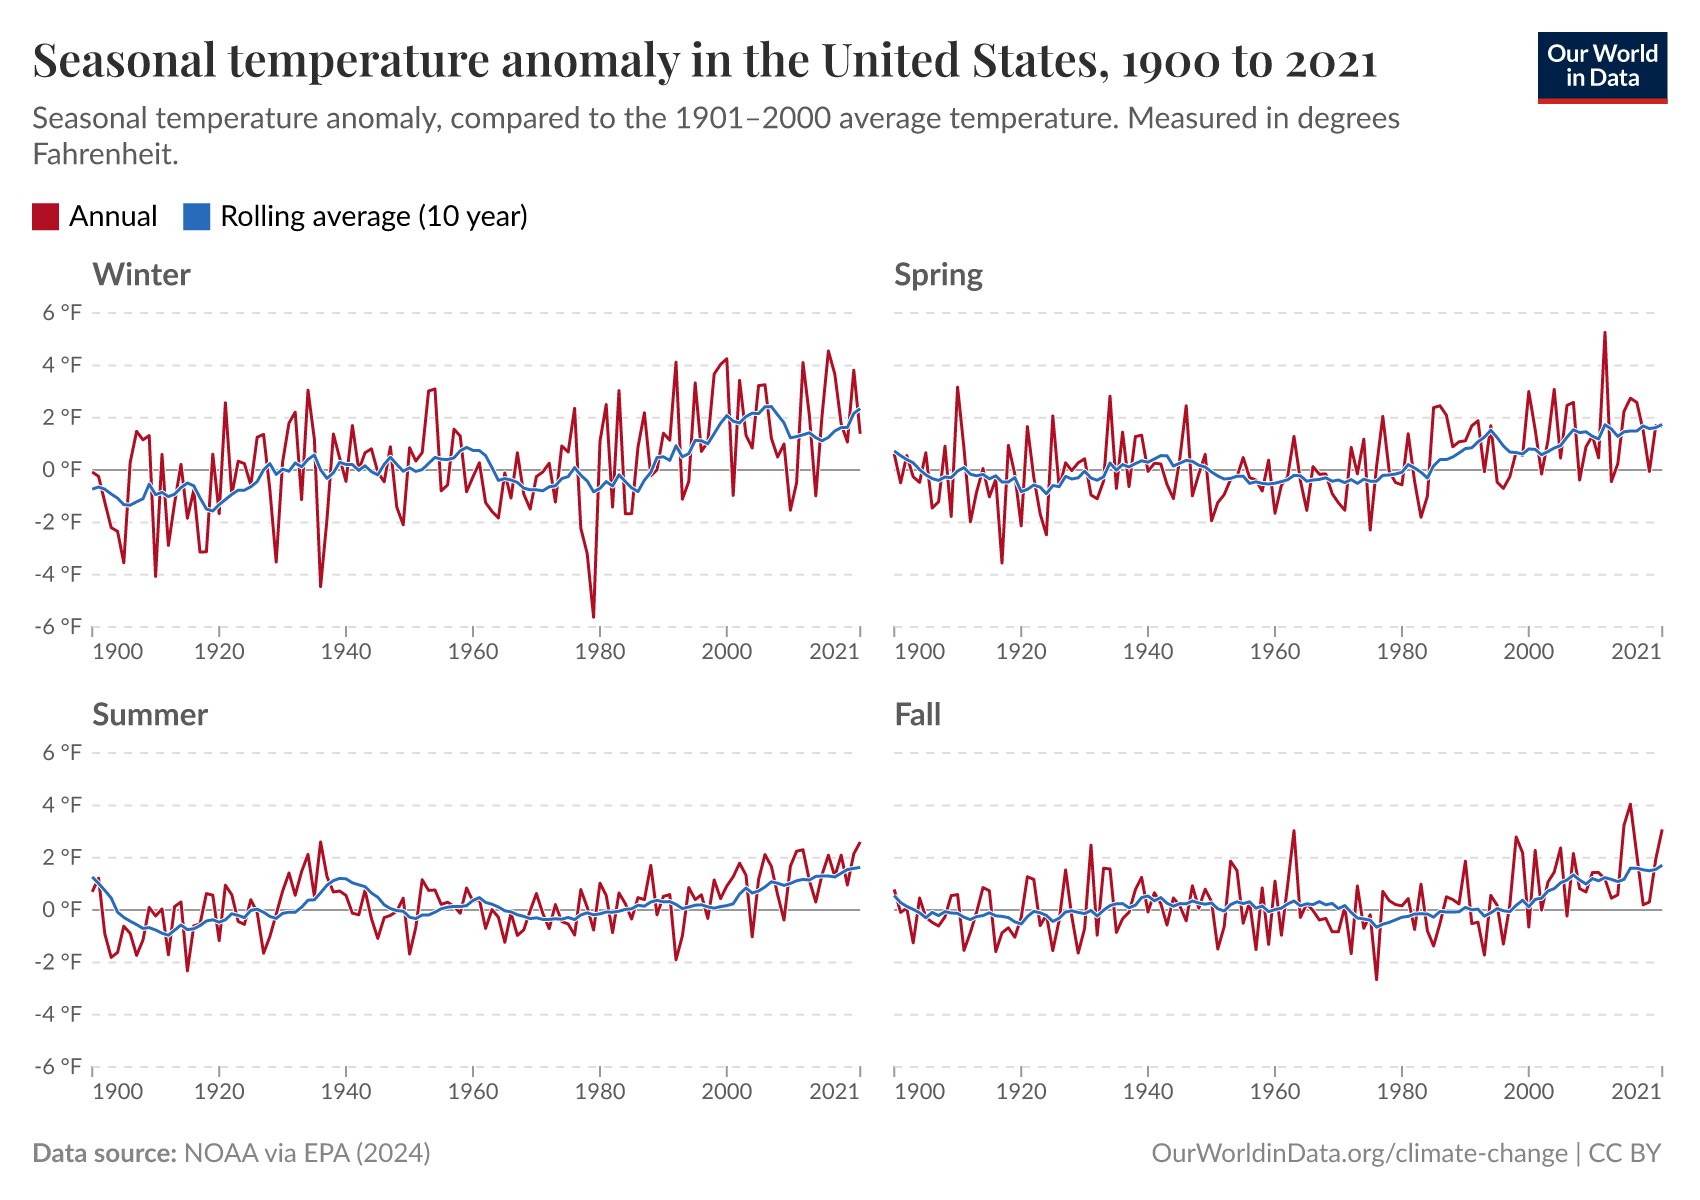 Seasonal temperature anomaly in the United States, 1900 to 2021
Our World
in Data
Seasonal temperature anomaly, compared to the 1901–2000 average temperature. Measured in degrees
Fahrenheit.
Annual
Rolling average (10 year)
Winter
6 °F
4 °F
2 °F
0 °F
-2 °F
-4 °F
-6 °F
1900 1920 1940 1960 1980 2000 2021
Spring
1900 1920 1940 1960 1980 2000 2021
Summer
6 °F
4 °F
2 °F
0 °F
-2 °F
-4 °F
-6 °F
1900 1920 1940 1960 1980 2000 2021
Fall
1900 1920 1940 1960 1980 2000 2021
Data source: NOAA via EPA (2024)
OurWorldinData.org/climate-change | CC BY